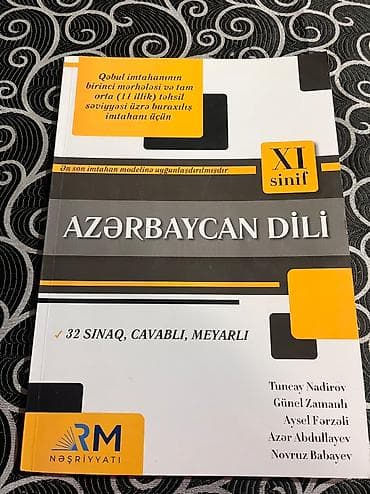 Qəbul imtahanının
birinci mərhələsi və tam
orta (11 illik) təhsil
səviyyəsi üzrə buraxılış
imtahanı üçün
Ən son imtahan modelinə uyğunlaşdırılmışdır
XI
sinif
AZƏRBAYCAN DİLİ
✓ 32 SINAQ, CAVABLI, MEYARLI
Tuncay Nadirov
Günel Zamanlı
Aysel Fərzəli
Azər Abdullayev
Novruz Babayev
RM
NƏŞRİYYATI